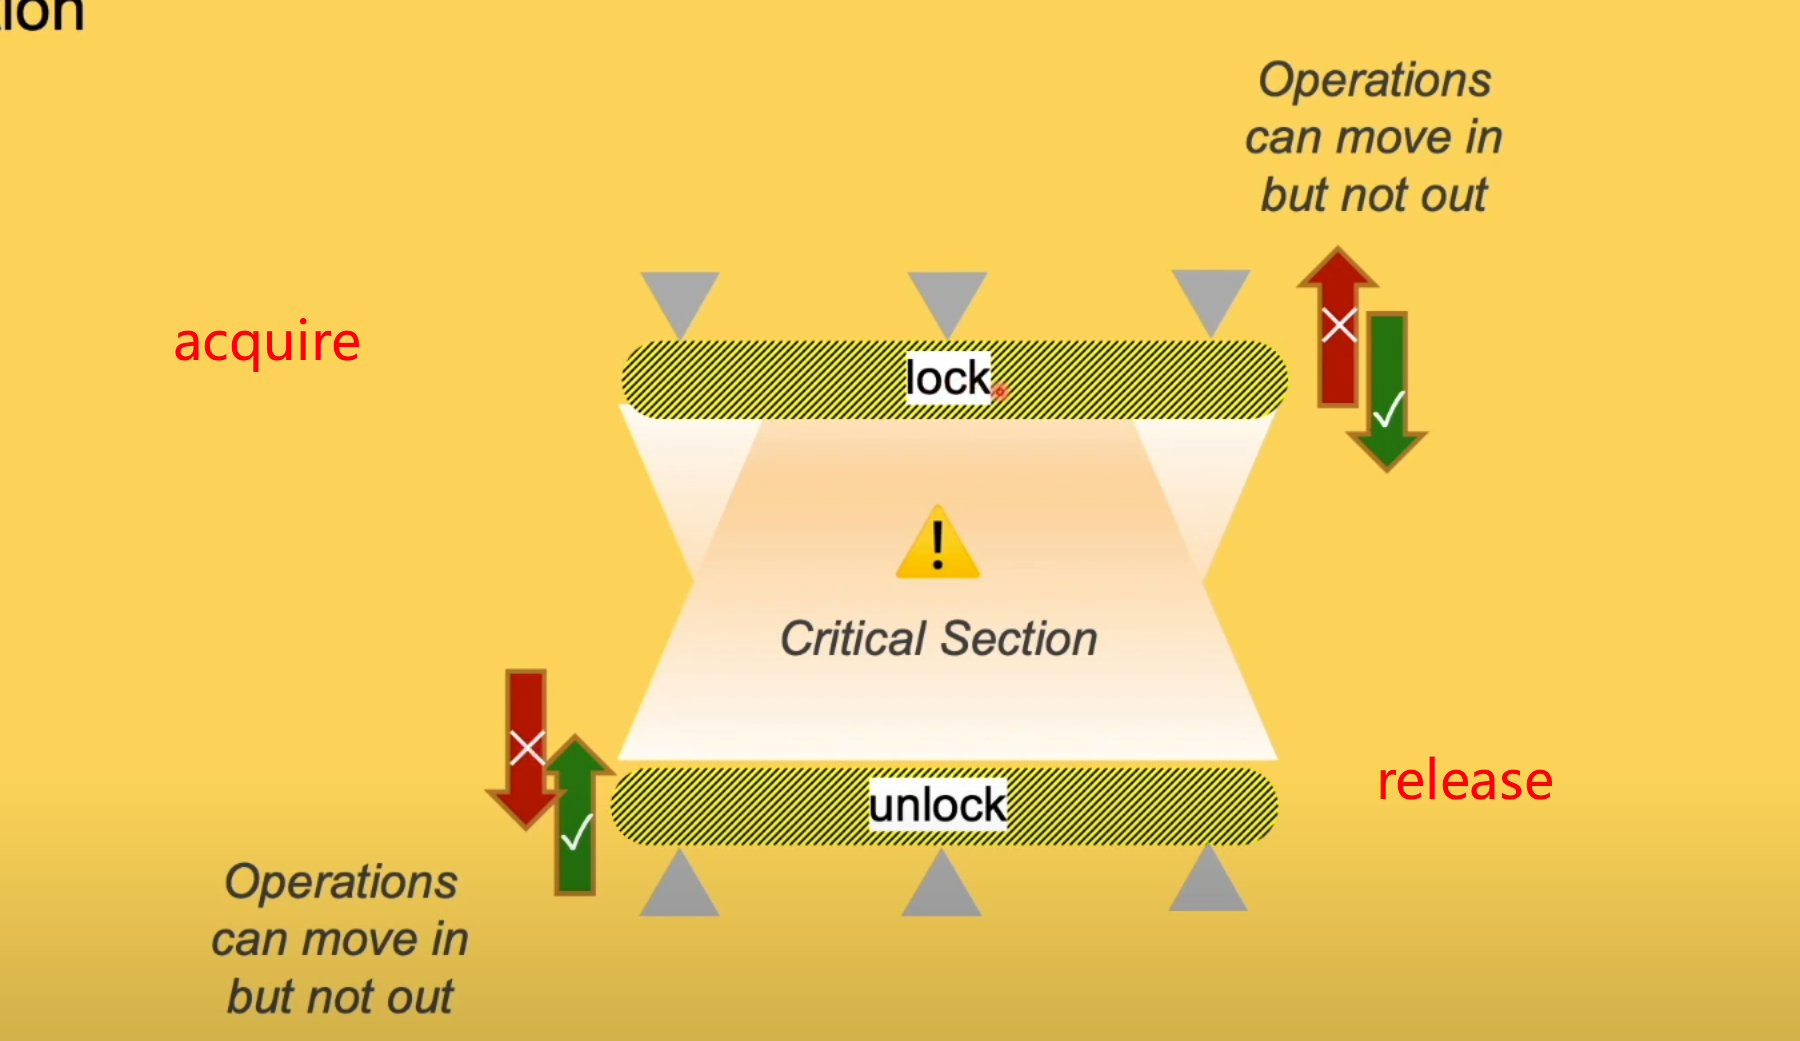 Operations
can move in
but not out
acquire
lock
Critical Section
unlock
release
Operations
can move in
but not out